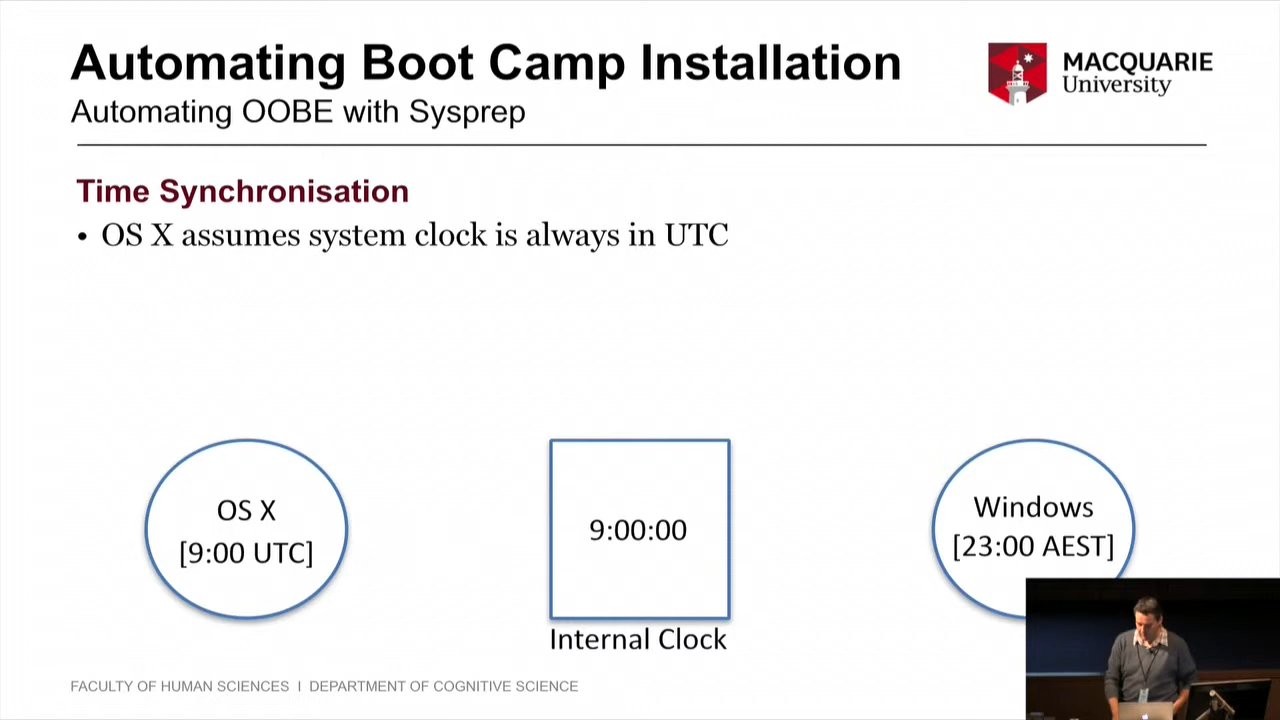 Automating Boot Camp Installation
Automating OOBE with Sysprep
MACQUARIE
University
Time Synchronisation
• OS X assumes system clock is always in UTC
OS X
[9:00 UTC]
9:00:00
Internal Clock
Windows
[23:00 AEST]
FACULTY OF HUMAN SCIENCES I DEPARTMENT OF COGNITIVE SCIENCE